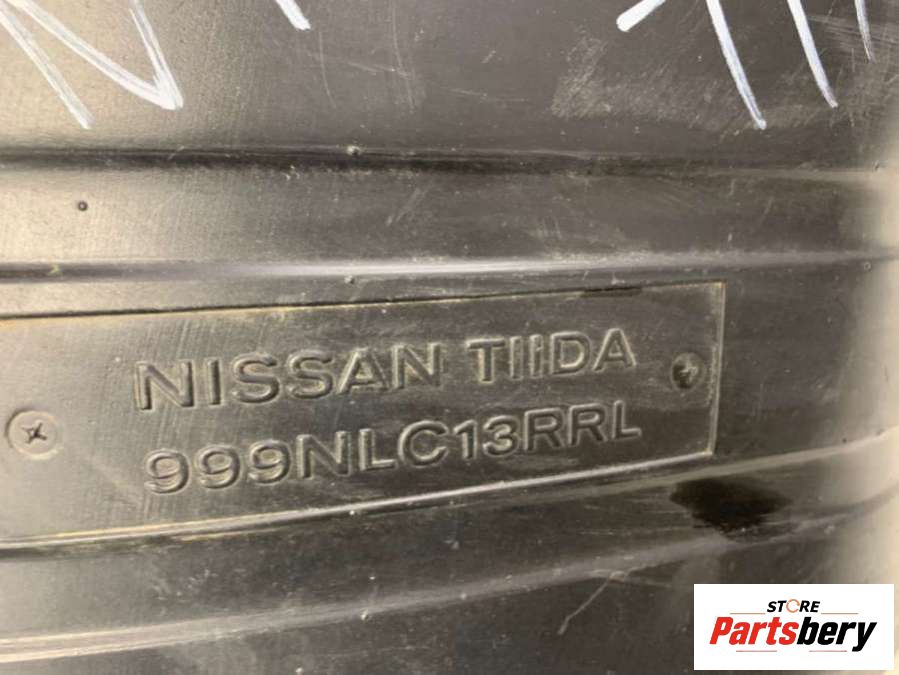 NISSAN TIIDA
999NLC13RRL
STORE
Partsbery